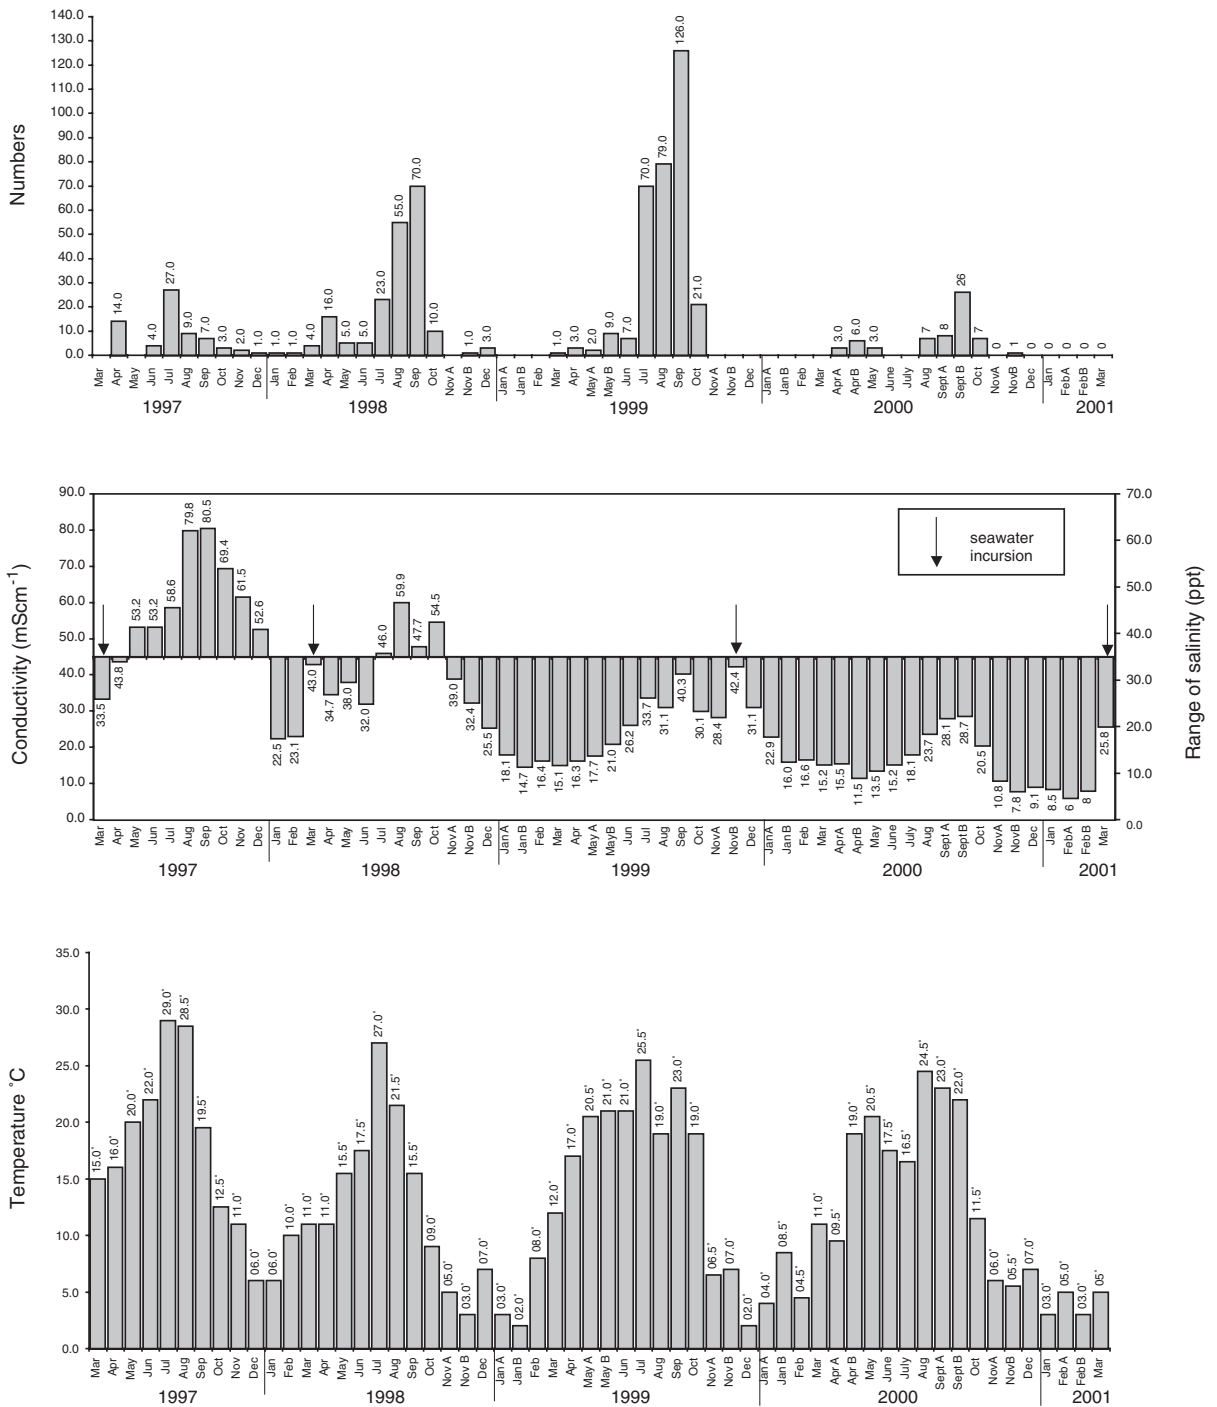 Numbers
140.0
130.0
120.0
110.0
100.0
90.0
80.0
70.0
60.0
50.0
40.0
30.0
20.0
10.0
0.0
14.0 4.0 27.0 9.0 7.0 3.0 2.0 1.0 1.0 1.0 4.0 16.0 5.0 5.0 23.0 55.0 70.0 10.0 1.0 3.0 1.0 3.0 2.0 9.0 7.0 70.0 79.0 126.0 21.0 3.0 6.0 3.0 7 8 26 7 0 1 0 0 0 0 0
Mar Apr May Jun Jul Aug Sep Oct Nov Dec Jan Feb Mar Apr May Jun Jul Aug Sep Oct Nov A Nov B Dec Jan A Jan B Feb Mar Apr May A May B Jun Jul Aug Sep Oct Nov A Nov B Dec Jan A Jan B Feb Mar Apr A AprB May June July Aug Sept A Sept B Oct NovA NovB Dec Jan FebA FebB Mar
1997 1998 1999 2000 2001
Conductivity (mScm-1)
90.0
80.0
70.0
60.0
50.0
40.0
30.0
20.0
10.0
0.0
33.5 43.8 53.2 53.2 58.6 79.8 80.5 69.4 61.5 52.6 22.5 23.1 43.0 34.7 38.0 32.0 46.0 59.9 47.7 54.5 39.0 32.4 25.5 18.1 14.7 16.4 15.1 16.3 17.7 21.0 26.2 33.7 31.1 40.3 30.1 28.4 42.4 31.1 22.9 16.0 16.6 15.2 15.5 11.5 13.5 15.2 18.1 23.7 28.1 28.7 20.5 10.8 7.8 9.1 8.5 6 8 25.8
seawater
incursion
70.0
60.0
50.0
40.0
30.0
20.0
10.0
0.0
Range of salinity (ppt)
Mar Apr May Jun Jul Aug Sep Oct Nov Dec Jan Feb Mar Apr May Jun Jul Aug Sep Oct Nov A Nov B Dec Jan A Jan B Feb Mar Apr May A MayB Jun Jul Aug Sep Oct NovA NovB Dec Jan A Jan B Feb Mar Apr A AprB May June July Aug Sept A Sept B Oct NovA NovB Dec Jan FebA FebB Mar
1997 1998 1999 2000 2001
Temperature ˚C
35.0
30.0
25.0
20.0
15.0
10.0
5.0
0.0
15.0˚ 16.0˚ 20.0˚ 22.0˚ 29.0˚ 28.5˚ 19.5˚ 12.5˚ 11.0˚ 06.0˚ 06.0˚ 10.0˚ 11.0˚ 11.0˚ 15.5˚ 17.5˚ 27.0˚ 21.5˚ 15.5˚ 09.0˚ 05.0˚ 03.0˚ 07.0˚ 03.0˚ 02.0˚ 08.0˚ 12.0˚ 17.0˚ 20.5˚ 21.0˚ 21.0˚ 25.5˚ 19.0˚ 23.0˚ 19.0˚ 06.5˚ 07.0˚ 02.0˚ 04.0˚ 08.5˚ 04.5˚ 11.0˚ 09.5˚ 19.0˚ 20.5˚ 17.5˚ 16.5˚ 24.5˚ 23.0˚ 22.0˚ 11.5˚ 06.0˚ 05.5˚ 07.0˚ 03.0˚ 05.0˚ 03.0˚ 05˚
Mar Apr May Jun Jul Aug Sep Oct Nov Dec Jan Feb Mar Apr May Jun Jul Aug Sep Oct Nov A Nov B Dec Jan A Jan B Feb Mar Apr May A May B Jun Jul Aug Sep Oct Nov A Nov B Dec Jan A Jan B Feb Mar Apr A Apr B May June July Aug Sept A Sept B Oct NovA NovB Dec Jan Feb A Feb B Mar
1997 1998 1999 2000 2001